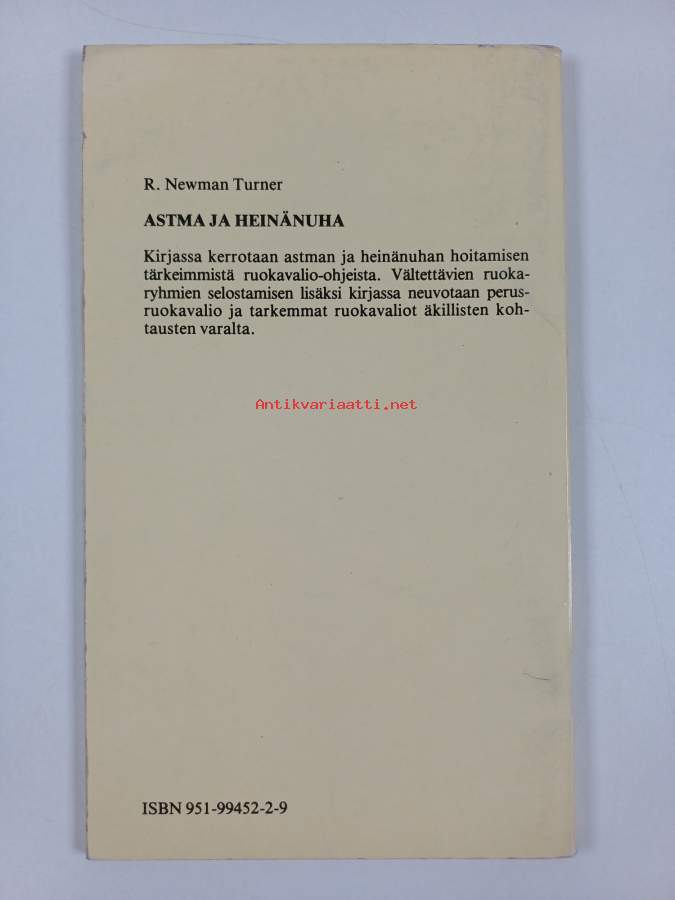 R. Newman Turner
ASTMA JA HEINÄNUHA
Kirjassa kerrotaan astman ja heinänuhan hoitamisen
tärkeimmistä ruokavalio-ohjeista. Vältettävien ruoka-
ryhmien selostamisen lisäksi kirjassa neuvotaan perus-
ruokavalio ja tarkemmat ruokavaliot äkillisten koh-
tausten varalta.
Antikvariaatti.net
ISBN 951-99452-2-9